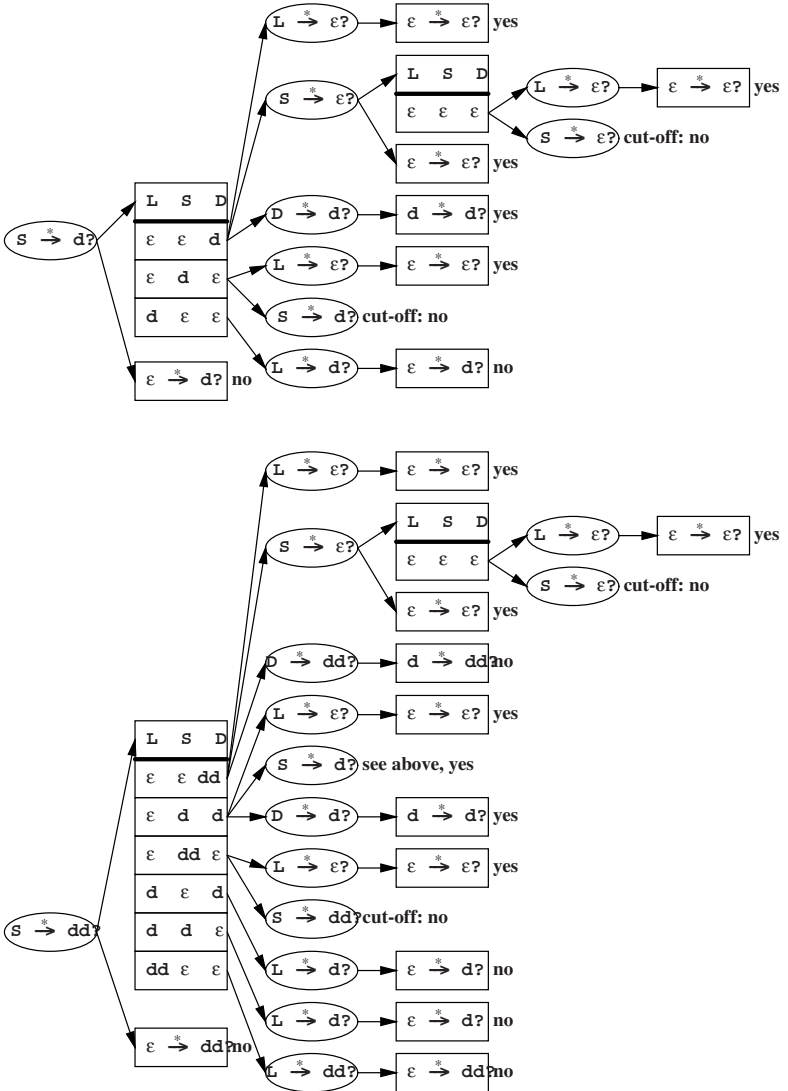 L *→ ε? ε *→ ε? yes
L S D L *→ ε? ε *→ ε? yes
S *→ ε?
ε ε ε
S *→ ε? cut-off: no
ε *→ ε? yes
L S D D *→ d? d *→ d? yes
S *→ d?
ε ε d
L *→ ε? ε *→ ε? yes
ε d ε
d ε ε S *→ d? cut-off: no
ε *→ d? no L *→ d? ε *→ d? no
L *→ ε? ε *→ ε? yes
L S D L *→ ε? ε *→ ε? yes
S *→ ε?
ε ε ε
S *→ ε? cut-off: no
ε *→ ε? yes
D *→ dd? d *→ dd? no
L *→ ε? ε *→ ε? yes
L S D
S *→ d? see above, yes
ε ε dd
ε d d D *→ d? d *→ d? yes
ε dd ε L *→ ε? ε *→ ε? yes
d ε d
S *→ dd? cut-off: no
S *→ dd?
d d ε
dd ε ε L *→ d? ε *→ d? no
L *→ d? ε *→ d? no
ε *→ dd? no
L *→ dd? ε *→ dd? no